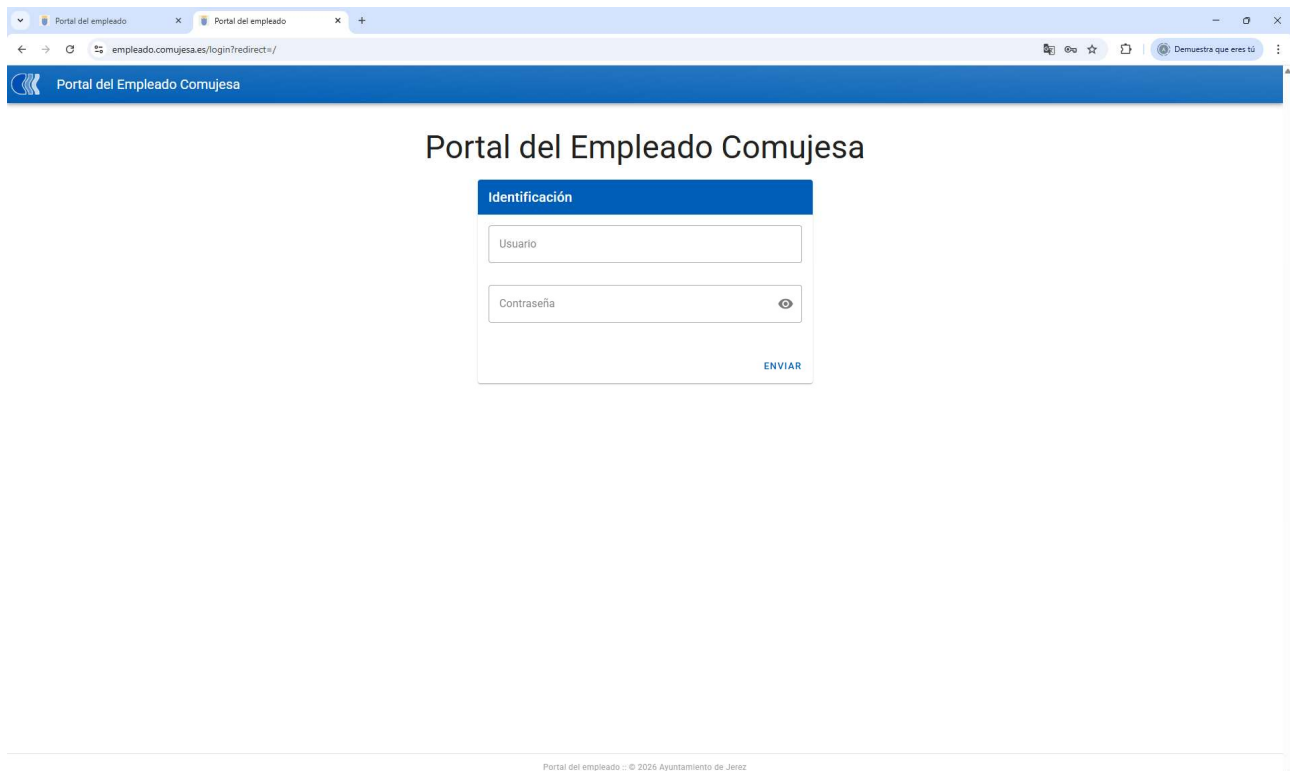 Portal del empleado
Portal del empleado
empleado.comujesa.es/login?redirect=/
Demuestra que eres tú
Portal del Empleado Comujesa
Portal del Empleado Comujesa
Identificación
Usuario
Contraseña
ENVIAR
Portal del empleado :: © 2026 Ayuntamiento de Jerez